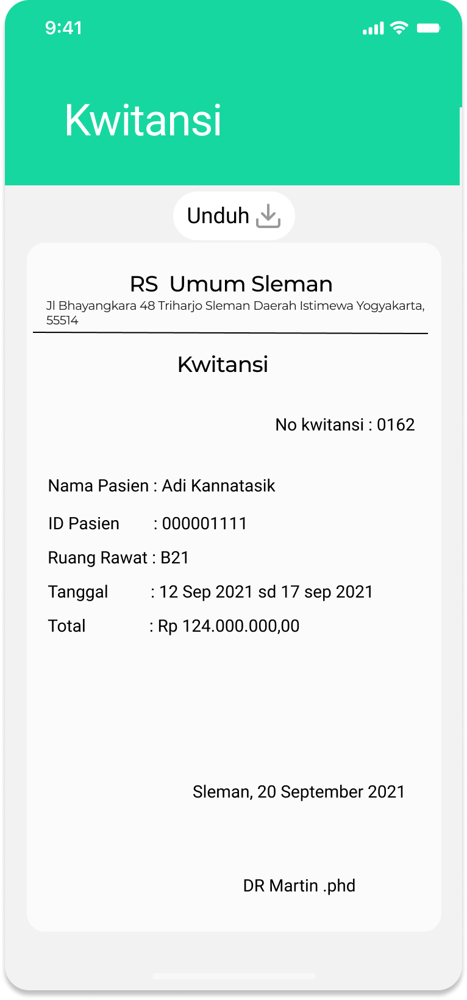 9:41
Kwitansi
Unduh
RS Umum Sleman
Jl Bhayangkara 48 Triharjo Sleman Daerah Istimewa Yogyakarta,
55514
Kwitansi
No kwitansi : 0162
Nama Pasien : Adi Kannatasik
ID Pasien : 000001111
Ruang Rawat : B21
Tanggal : 12 Sep 2021 sd 17 sep 2021
Total : Rp 124.000.000,00
Sleman, 20 September 2021
DR Martin .phd